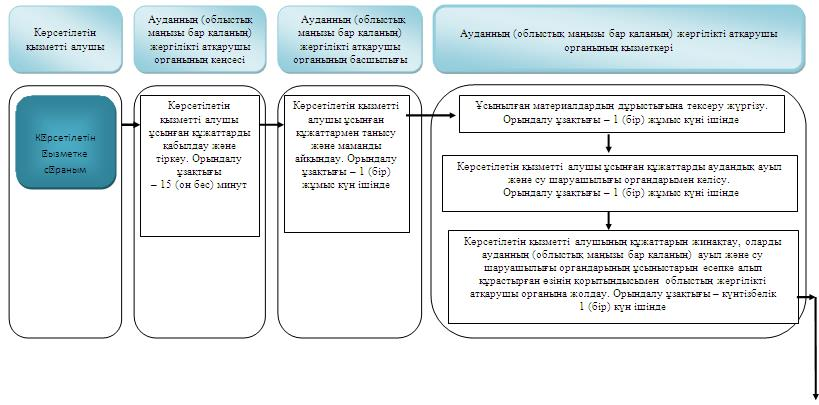 Көрсетілетін
қызметті алушы
Ауданның (облыстық
маңызы бар қаланың)
жергілікті атқарушы
органының кеңсесі
Ауданның (облыстық
маңызы бар қаланың)
жергілікті атқарушы
органының басшылығы
Ауданның (облыстық маңызы бар қаланың) жергілікті атқарушы
органының қызметкері
Көрсетілетін
қызметке
сұраным
Көрсетілетін
қызметті алушы
ұсынған құжаттарды
қабылдау және
тіркеу. Орындалу
ұзақтығы
– 15 (он бес) минут
Көрсетілетін қызметті
алушы ұсынған
құжаттармен танысу
және маманды
айқындау. Орындалу
ұзақтығы – 1 (бір)
жұмыс күн ішінде
Ұсынылған материалдардың дұрыстығына тексеру жүргізу.
Орындалу ұзақтығы – 1 (бір) жұмыс күні ішінде
Көрсетілетін қызметті алушы ұсынған құжаттарды аудандық ауыл
және су шаруашылығы органдарымен келісу.
Орындалу ұзақтығы – 1 (бір) жұмыс күні ішінде
Көрсетілетін қызметті алушының құжаттарын жинақтау, оларды
ауданның (облыстық маңызы бар қаланың) ауыл және су
шаруашылығы органдарының ұсыныстарын есепке алып
құрастырған өзінің қорытындысымен облыстың жергілікті
атқарушы органына жолдау. Орындалу ұзақтығы – күнтізбелік
1 (бір) күн ішінде